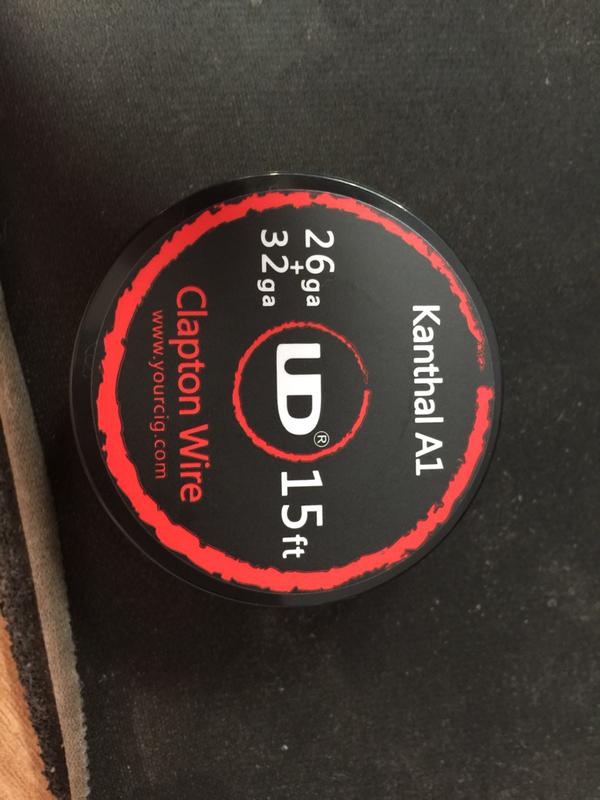 Kanthal A1
26ga
+
32ga
UD®
15ft
Clapton Wire
www.yourcig.com